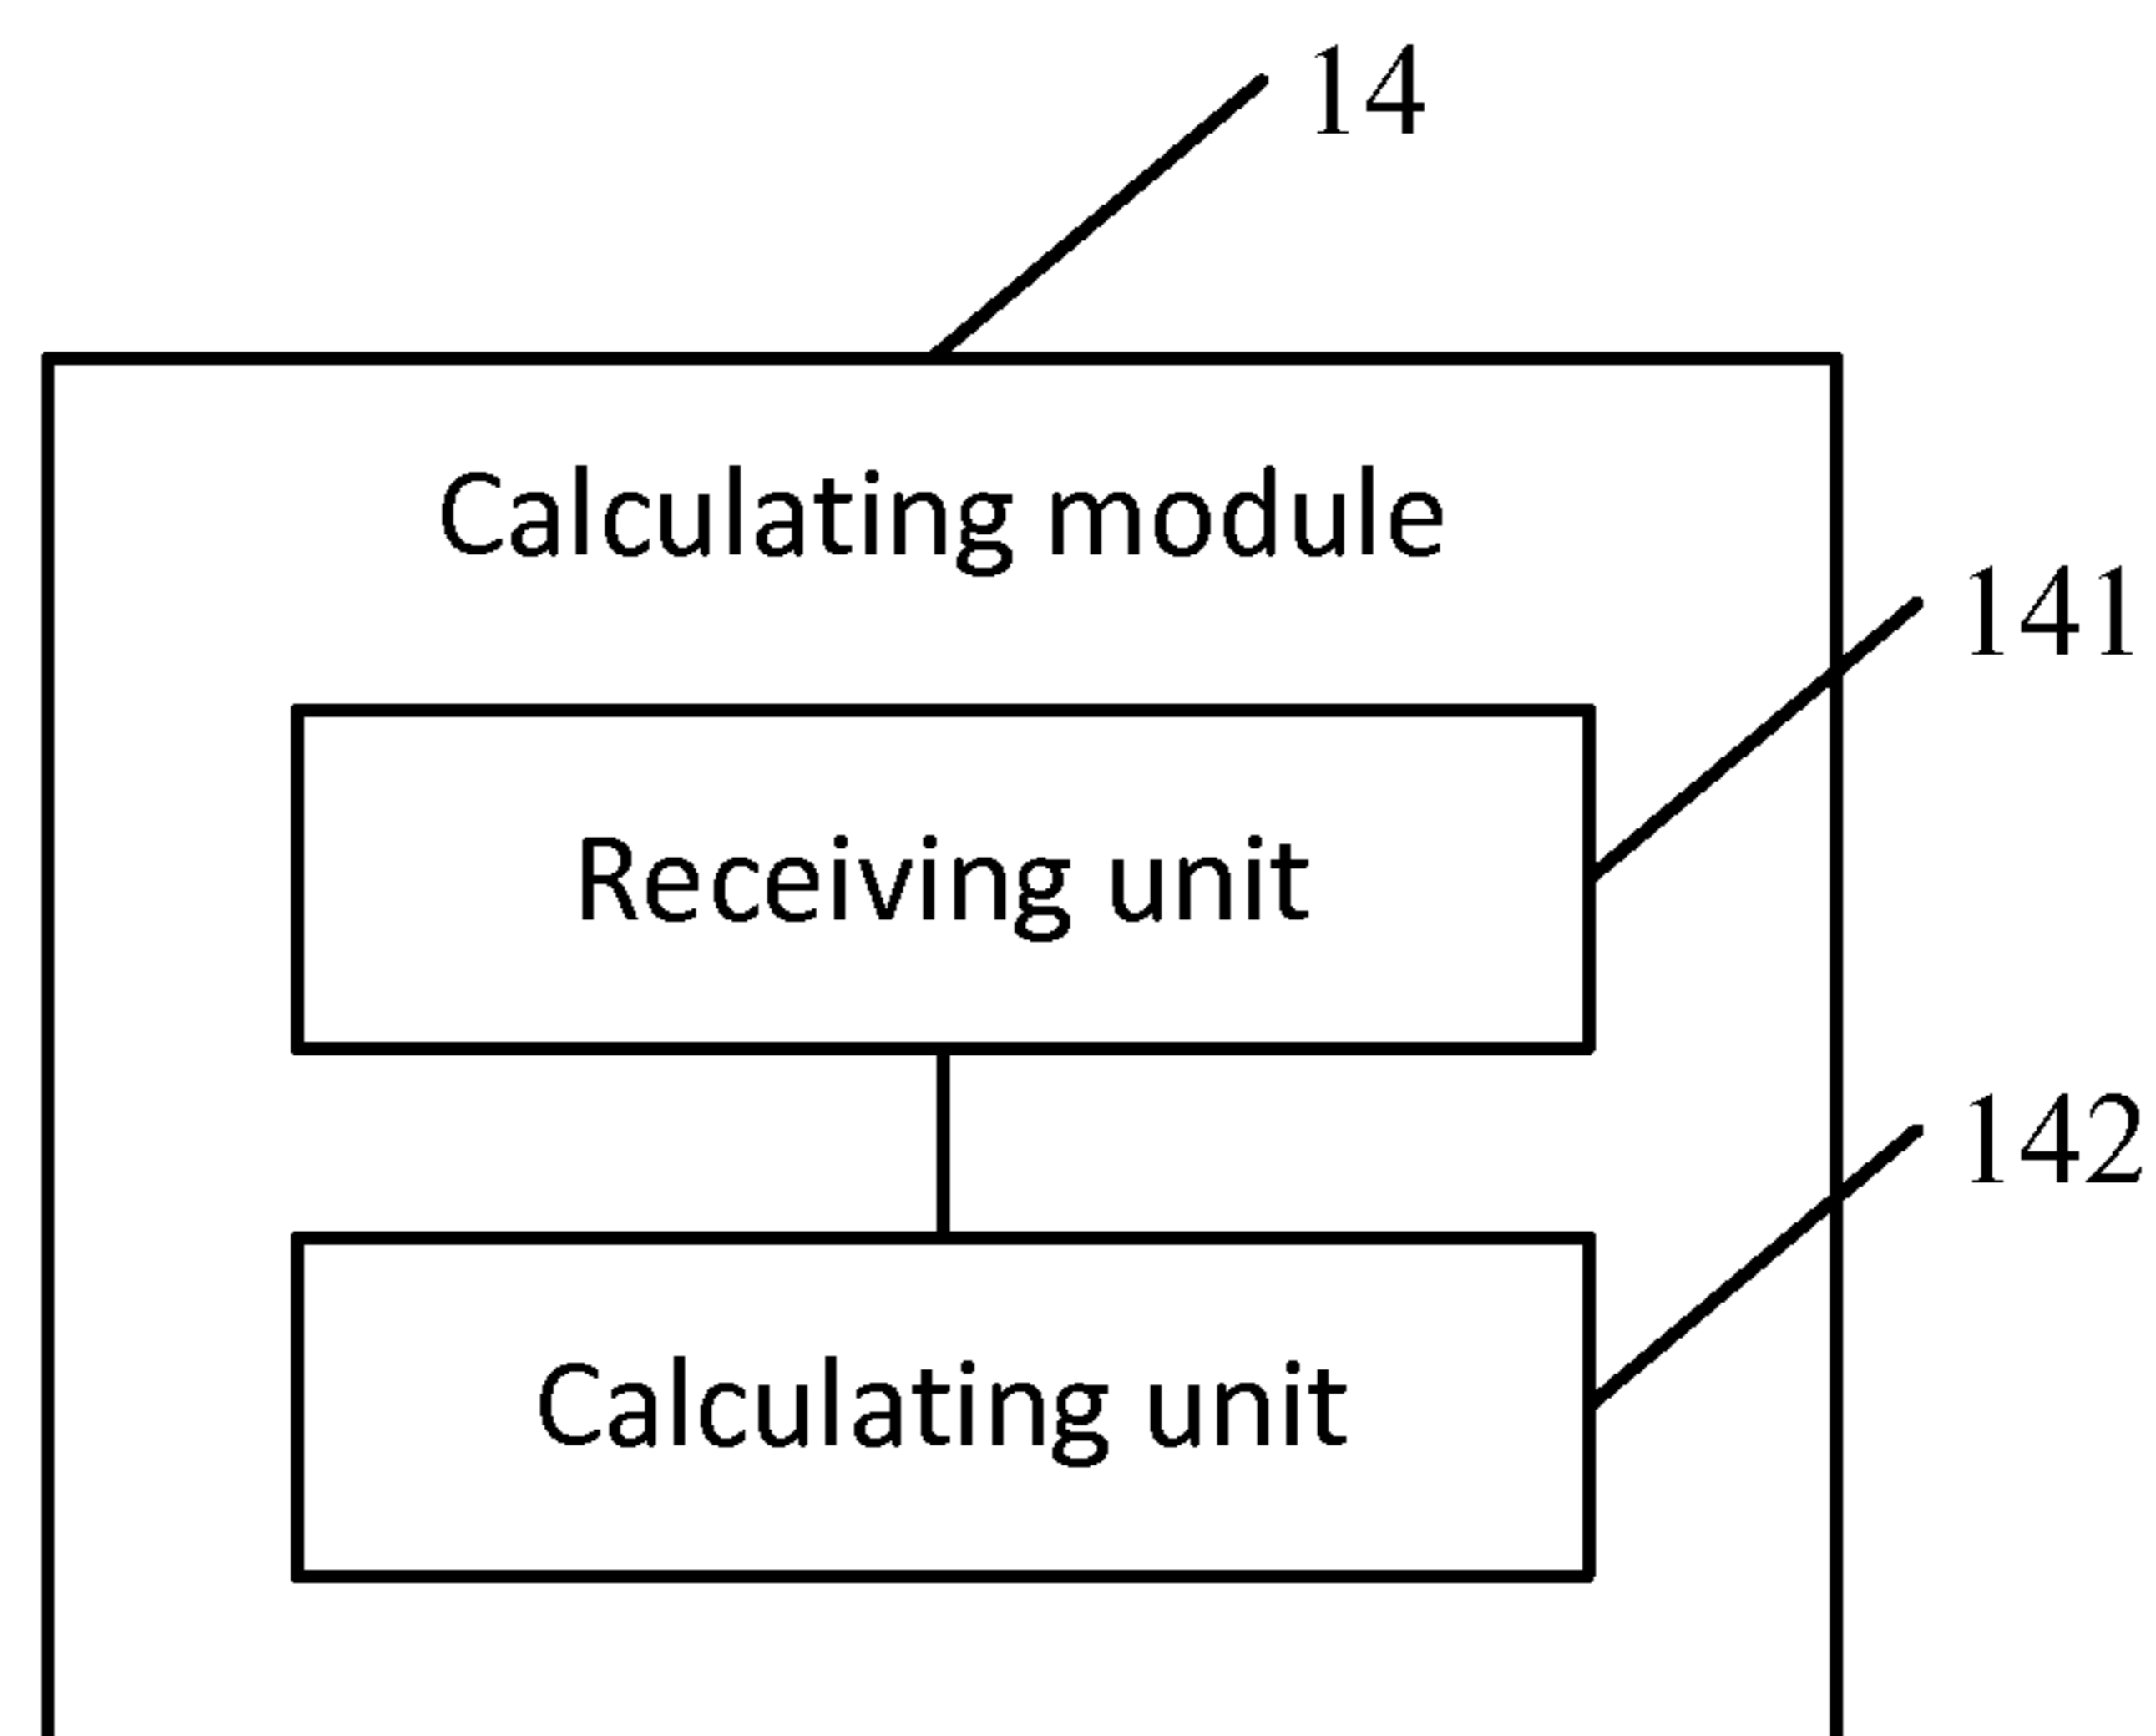 14
Calculating module
141
Receiving unit
142
Calculating unit